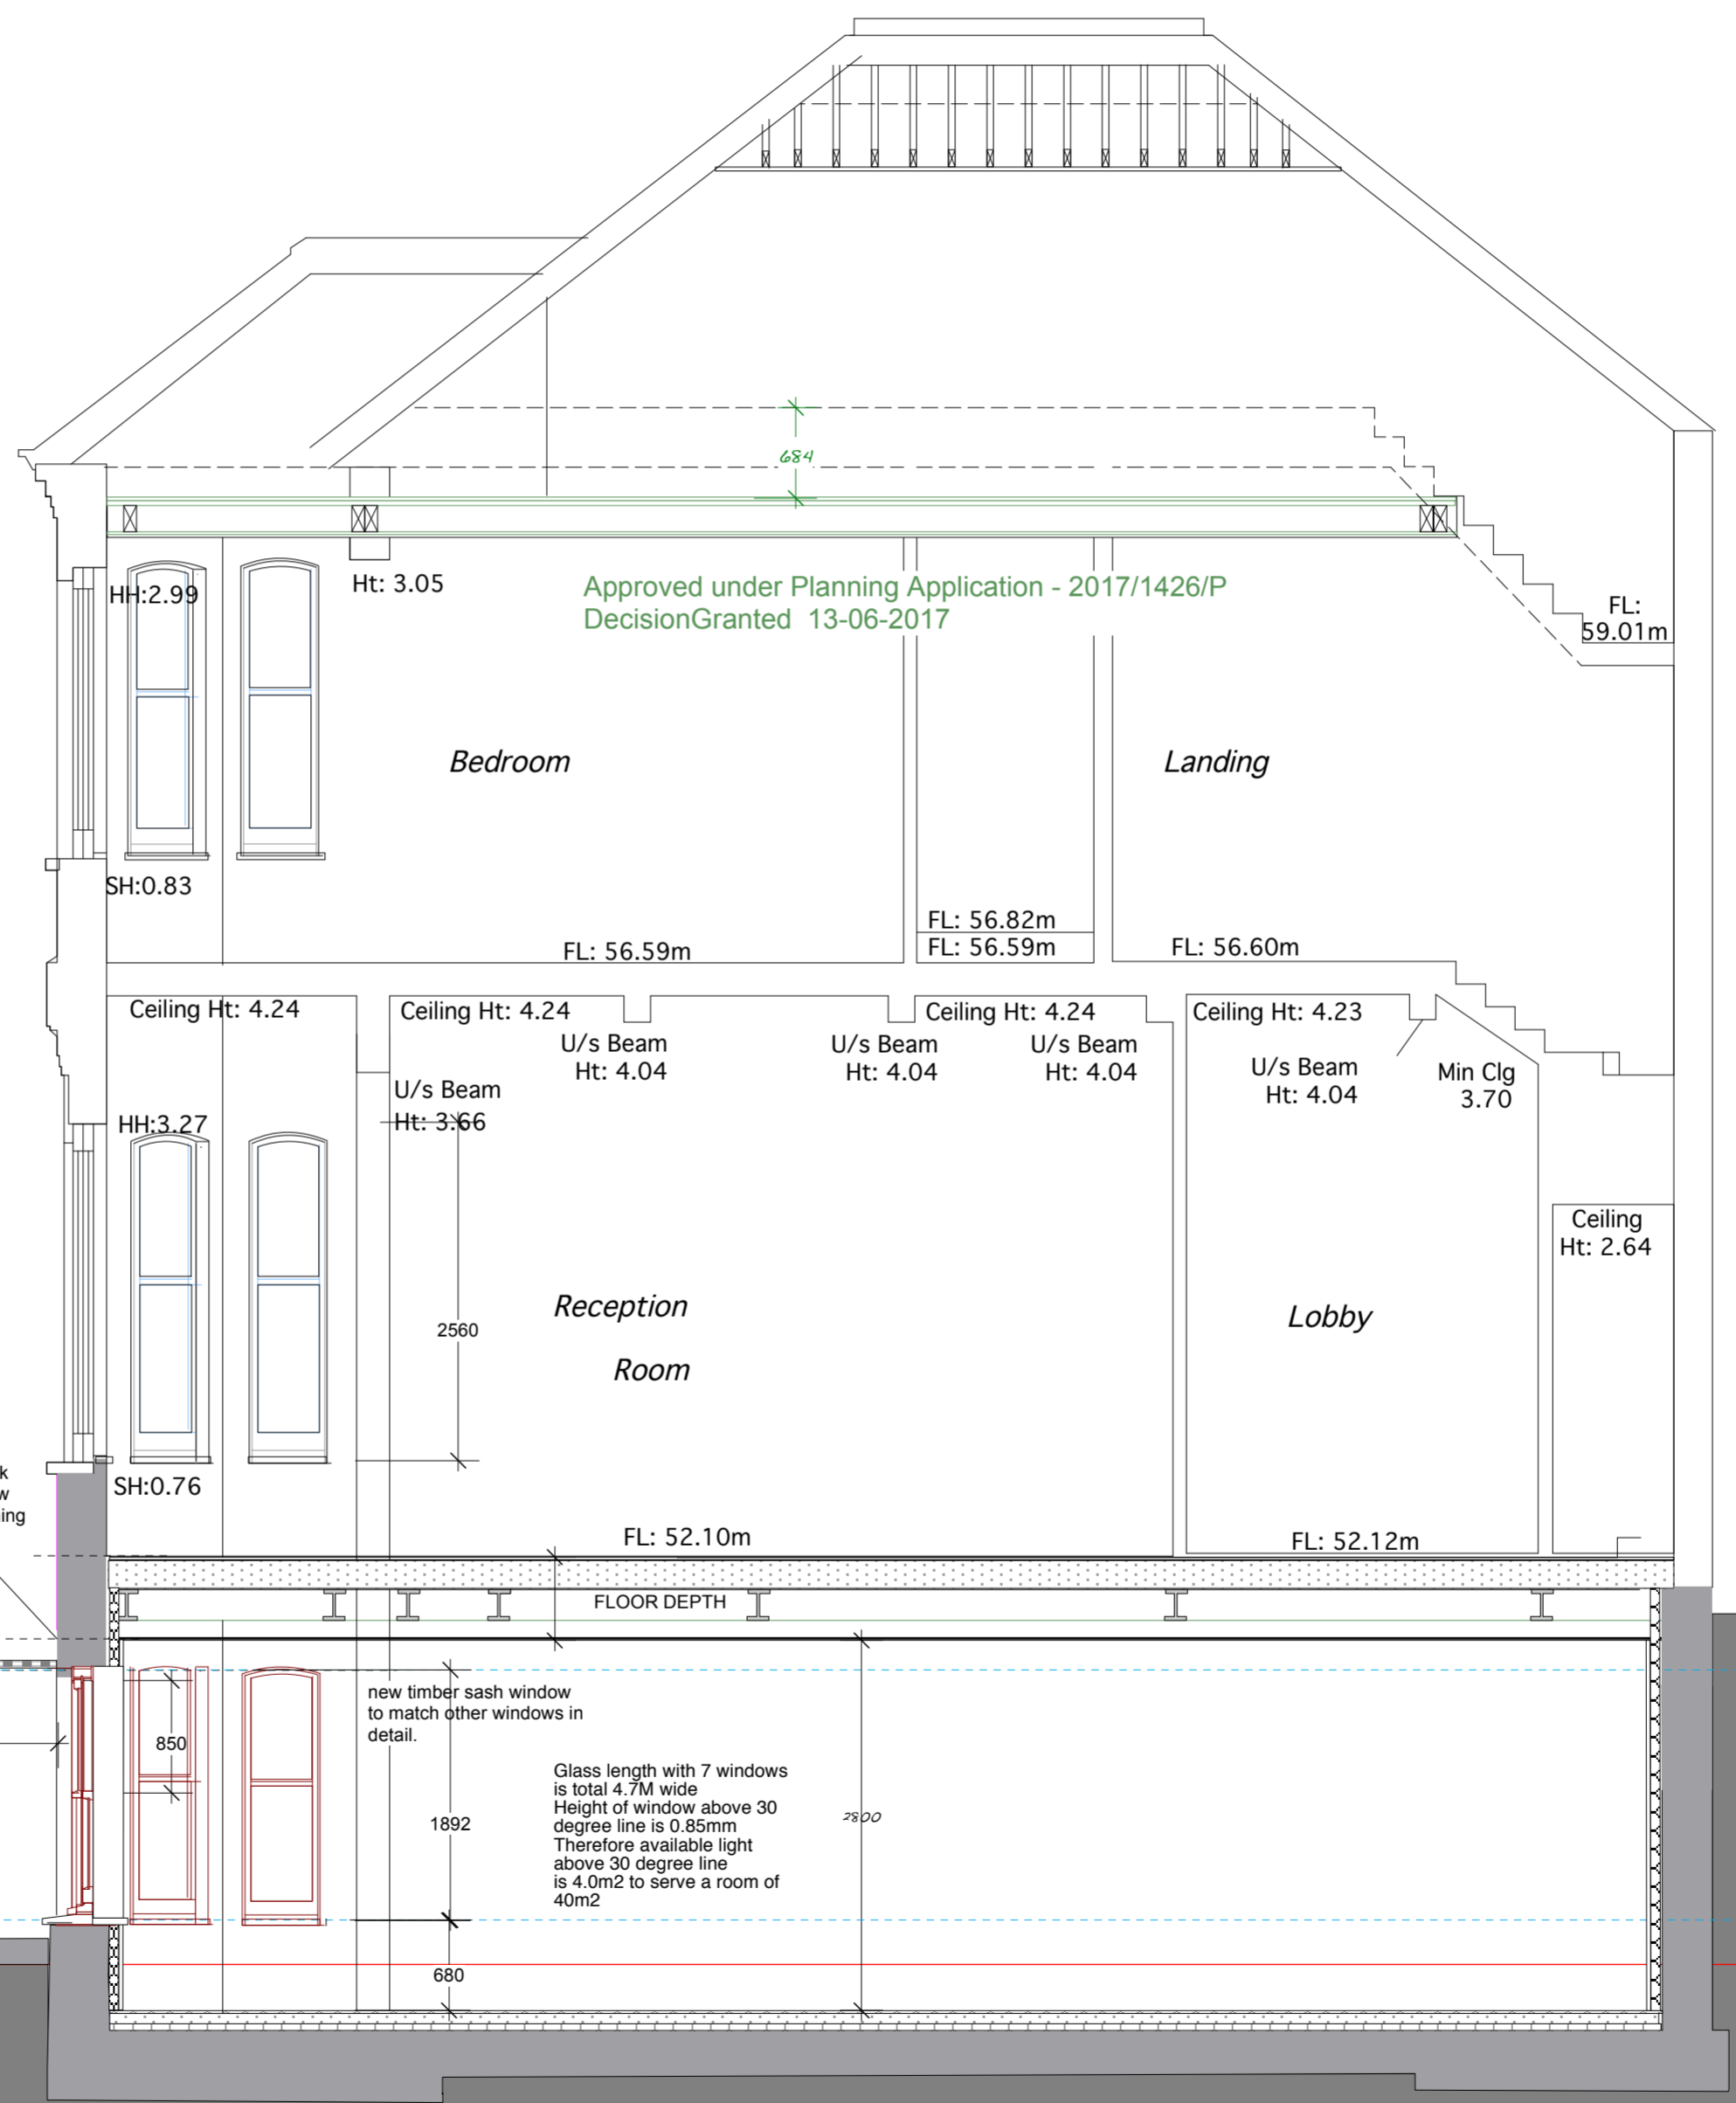 684
HH:2.99
Ht: 3.05
Approved under Planning Application - 2017/1426/P
DecisionGranted  13-06-2017
FL:
59.01m
Bedroom
Landing
SH:0.83
FL: 56.82m
FL: 56.59m
FL: 56.59m
FL: 56.60m
Ceiling Ht: 4.24
Ceiling Ht: 4.24
Ceiling Ht: 4.24
Ceiling Ht: 4.23
U/s Beam
Ht: 4.04
U/s Beam
Ht: 4.04
U/s Beam
Ht: 4.04
U/s Beam
Ht: 4.04
Min Clg
3.70
U/s Beam
Ht: 3.66
HH:3.27
Ceiling
Ht: 2.64
2560
Reception
Room
Lobby
SH:0.76
k
w
ing
FL: 52.10m
FL: 52.12m
FLOOR DEPTH
new timber sash window
to match other windows in
detail.
850
Glass length with 7 windows
is total 4.7M wide
Height of window above 30
degree line is 0.85mm
Therefore available light
above 30 degree line
is 4.0m2 to serve a room of
40m2
1892
2800
680